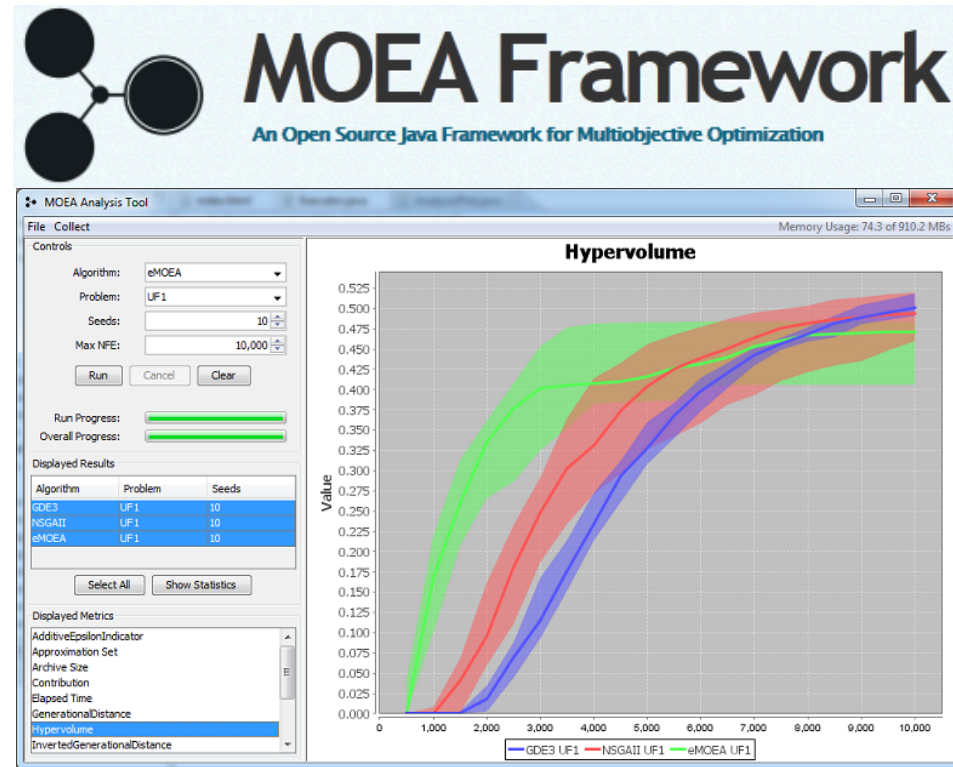 MOEA Framework
An Open Source Java Framework for Multiobjective Optimization
MOEA Analysis Tool
File Collect
Memory Usage: 74.3 of 910.2 MBs
Controls
Algorithm: eMOEA
Problem: UF1
Seeds: 10
Max NFE: 10,000
Run Cancel Clear
Run Progress:
Overall Progress:
Displayed Results
Algorithm Problem Seeds
GDE3 UF1 10
NSGAII UF1 10
eMOEA UF1 10
Select All Show Statistics
Displayed Metrics
AdditiveEpsilonIndicator
Approximation Set
Archive Size
Contribution
Elapsed Time
GenerationalDistance
Hypervolume
InvertedGenerationalDistance
Hypervolume
Value
0.525
0.500
0.475
0.450
0.425
0.400
0.375
0.350
0.325
0.300
0.275
0.250
0.225
0.200
0.175
0.150
0.125
0.100
0.075
0.050
0.025
0.000
0 1,000 2,000 3,000 4,000 5,000 6,000 7,000 8,000 9,000 10,000
GDE3 UF1 NSGAII UF1 eMOEA UF1